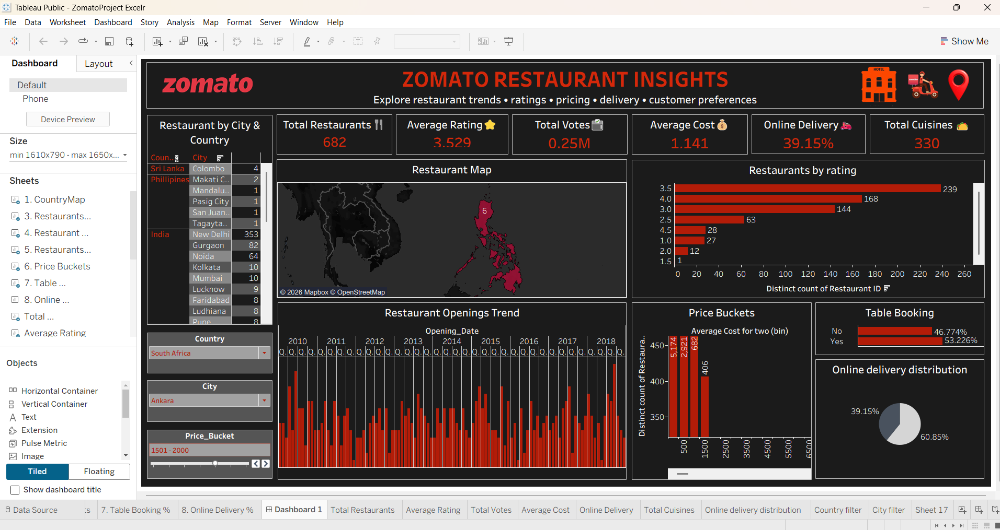 Tableau Public - ZomatoProject Excelr
File Data Worksheet Dashboard Story Analysis Map Format Server Window Help
Show Me
Dashboard Layout
Default
Phone
Device Preview
Size
min 1610x790 - max 1650x...
Sheets
1. CountryMap
3. Restaurants...
4. Restaurant ...
5. Restaurants...
6. Price Buckets
7. Table ...
8. Online ...
Total ...
Average Rating
Objects
Horizontal Container
Vertical Container
Text
Extension
Pulse Metric
Image
Tiled Floating
Show dashboard title
zomato
ZOMATO RESTAURANT INSIGHTS
Explore restaurant trends • ratings • pricing • delivery • customer preferences
HOTEL
zomato
Restaurant by City &
Country
Coun.. City
Sri Lanka Colombo 4
Phillipines Makati C.. 2
Mandalu.. 1
Pasig City 1
San Juan.. 1
Tagayta.. 1
India New Delhi 353
Gurgaon 82
Noida 64
Kolkata 10
Mumbai 10
Lucknow 9
Faridabad 8
Ludhiana 8
Pune 8
Country
South Africa
City
Ankara
Price_Bucket
1501 - 2000
Total Restaurants
682
Average Rating
3.529
Total Votes
0.25M
Average Cost
1.141
Online Delivery
39.15%
Total Cuisines
330
Restaurant Map
6
© 2026 Mapbox © OpenStreetMap
Restaurants by rating
3.5 239
4.0 168
3.0 144
2.5 63
4.5 28
1.0 27
2.0 12
1.5 1
0 20 40 60 80 100 120 140 160 180 200 220 240 260
Distinct count of Restaurant ID
Restaurant Openings Trend
Opening_Date
2010 2011 2012 2013 2014 2015 2016 2017 2018
Q. Q. Q. Q. Q. Q. Q. Q. Q. Q. Q. Q. Q. Q. Q. Q. Q. Q. Q. Q. Q. Q. Q. Q. Q. Q. Q. Q. Q. Q. Q. Q. Q. Q. Q. Q.
Price Buckets
Average Cost for two (bin)
Distinct count of Restaura..
450
400
350
5,174
2,921
682
406
500 1500 2500 3500 4500 5500 6500
Table Booking
No 46.774%
Yes 53.226%
Online delivery distribution
39.15%
60.85%
Data Source ts 7. Table Booking % 8. Online Delivery % Dashboard 1 Total Restaurants Average Rating Total Votes Average Cost Online Delivery Total Cuisines Online delivery distribution Country filter City filter Sheet 17